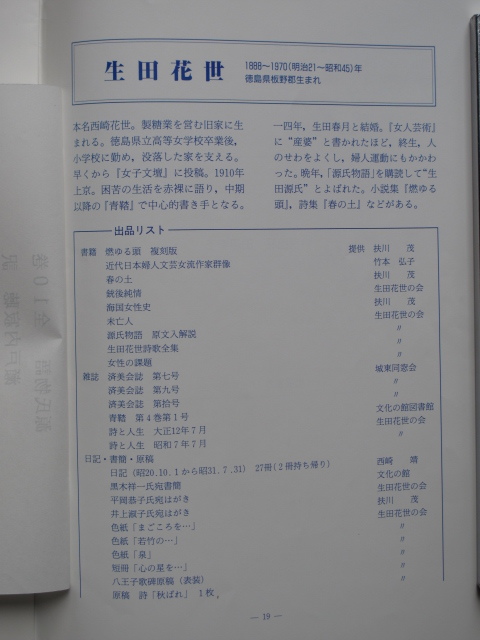 生田花世
1888〜1970(明治21〜昭和45)年
徳島県板野郡生まれ
本名西崎花世。製糖業を営む旧家に生
まれる。徳島県立高等女学校卒業後，
小学校に勤め，没落した家を支える。
早くから『女子文壇』に投稿。1910年
上京。困苦の生活を赤裸に語り，中期
以降の『青鞜』で中心的書き手となる。
一四年，生田春月と結婚。『女人芸術』
に“産婆”と書かれたほど，終生，人
のせわをよくし，婦人運動にもかかわ
った。晩年，「源氏物語」を購読して“生
田源氏”とよばれた。小説集『燃ゆる
頭』，詩集『春の土』などがある。
出品リスト
書籍 燃ゆる頭 複刻版 提供 扶川 茂
近代日本婦人文芸女流作家群像 竹本 弘子
春の土 扶川 茂
銃後純情 生田花世の会
海国女性史 扶川 茂
未亡人 生田花世の会
源氏物語 原文入解説 〃
生田花世詩歌全集 〃
女性の課題 〃
雑誌 済美会誌 第七号 城東同窓会
済美会誌 第九号 〃
済美会誌 第拾号 〃
青鞜 第4巻第1号 文化の館図書館
詩と人生 大正12年7月 生田花世の会
詩と人生 昭和7年7月 〃
日記・書簡・原稿
日記（昭20.10.1から昭31.7.31) 27冊(2冊持ち帰り) 西崎 靖
黒木祥一氏宛書簡 文化の館
平岡恭子氏宛はがき 生田花世の会
井上淑子氏宛はがき 扶川 茂
色紙「まごころを…」 生田花世の会
色紙「若竹の…」 〃
色紙「泉」 〃
短冊「心の星を…」 〃
八王子歌碑原稿（表装） 〃
原稿 詩「秋ばれ」 1枚, 〃
― 19 ―